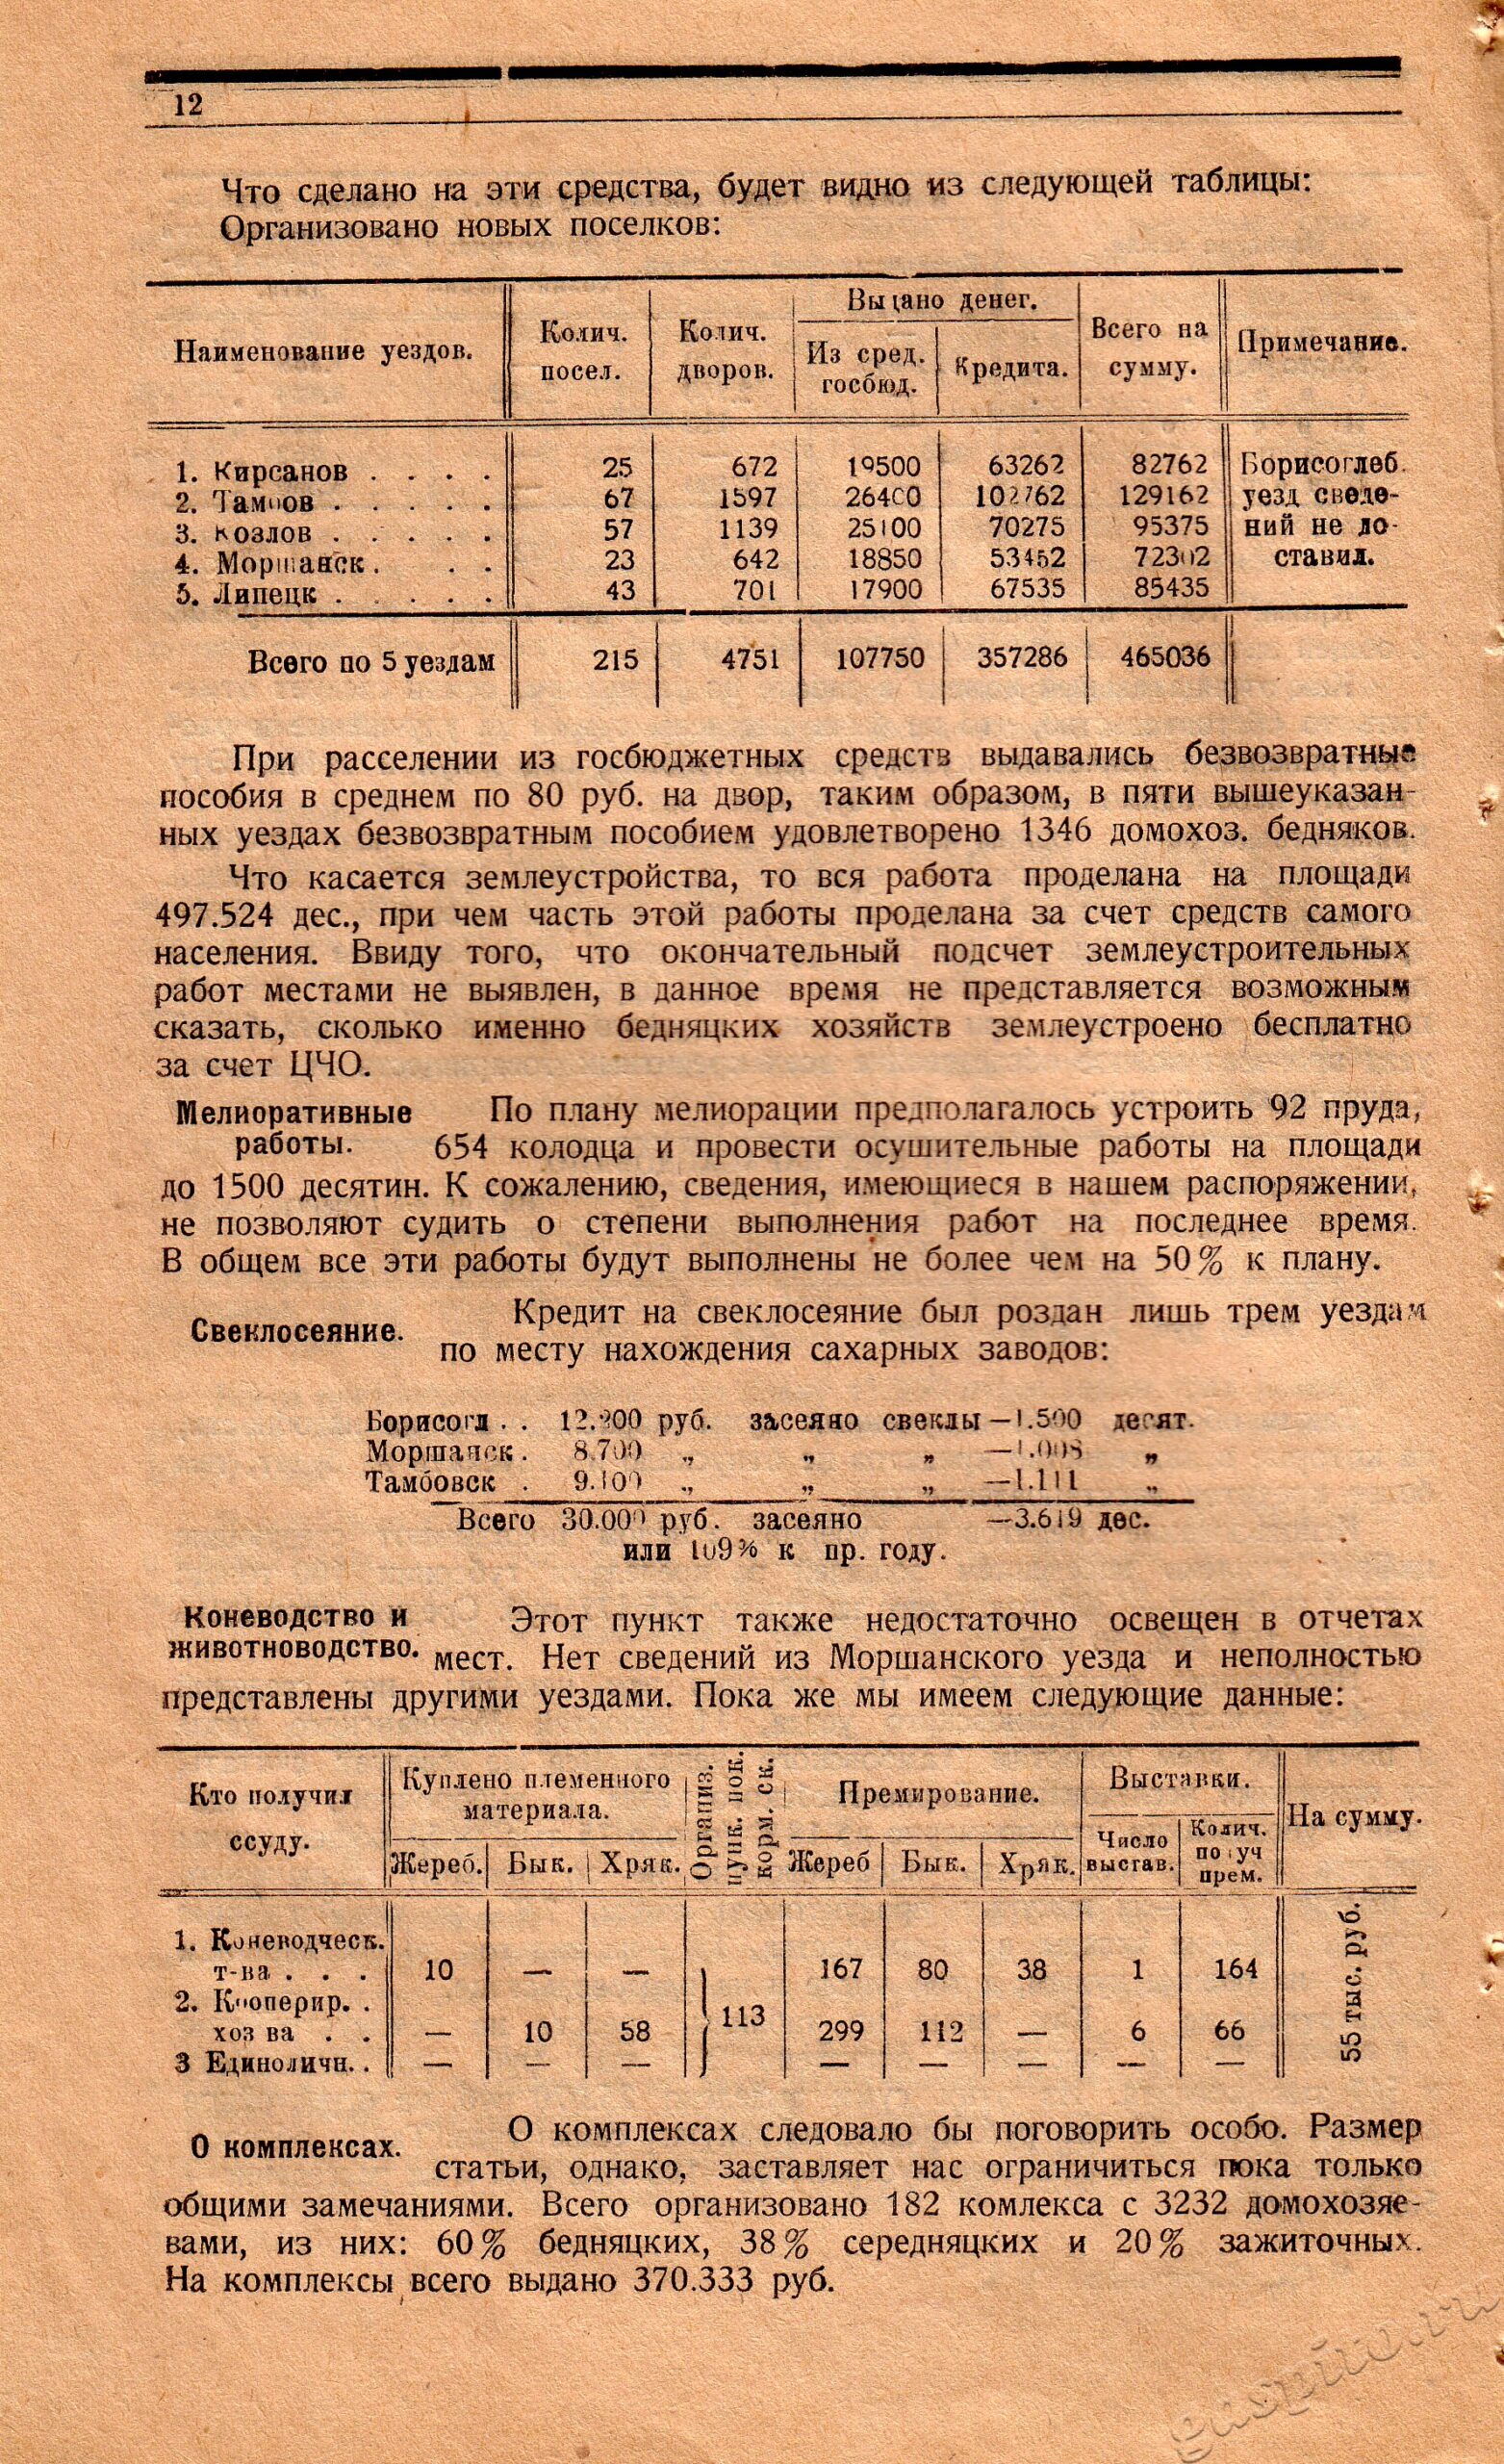 12
Что сделано на эти средства, будет видно из следующей таблицы:
Организовано новых поселков:
Наименование уездов. Колич. посел. Колич. дворов. Выдано денег. Из сред. госбюд. Кредита. Всего на сумму. Примечание.
1. Кирсанов . . . . 25 672 19500 63262 82762 Борисоглеб.
2. Тамбов . . . . . 67 1597 26400 102762 129162 уезд сведе-
3. Козлов . . . . . 57 1139 25100 70275 95375 ний не до-
4. Моршанск . . . 23 642 18850 53452 72302 ставил.
5. Липецк . . . . . 43 701 17900 67535 85435
Всего по 5 уездам 215 4751 107750 357286 465036
При расселении из госбюджетных средств выдавались безвозвратные
пособия в среднем по 80 руб. на двор, таким образом, в пяти вышеуказан-
ных уездах безвозвратным пособием удовлетворено 1346 домохоз. бедняков.
Что касается землеустройства, то вся работа проделана на площади
497.524 дес., при чем часть этой работы проделана за счет средств самого
населения. Ввиду того, что окончательный подсчет землеустроительных
работ местами не выявлен, в данное время не представляется возможным
сказать, сколько именно бедняцких хозяйств землеустроено бесплатно
за счет ЦЧО.
Мелиоративные работы.
По плану мелиорации предполагалось устроить 92 пруда,
654 колодца и провести осушительные работы на площади
до 1500 десятин. К сожалению, сведения, имеющиеся в нашем распоряжении,
не позволяют судить о степени выполнения работ на последнее время.
В общем все эти работы будут выполнены не более чем на 50% к плану.
Свеклосеяние.
Кредит на свеклосеяние был роздан лишь трем уездам
по месту нахождения сахарных заводов:
Борисогл . . 12.200 руб. засеяно свеклы —1.500 десят.
Моршанск . 8.700 „ „ „ —1.008 „
Тамбовск . 9.100 „ „ „ —1.111 „
Всего 30.000 руб. засеяно —3.619 дес.
или 109% к пр. году.
Коневодство и животноводство.
Этот пункт также недостаточно освещен в отчетах
мест. Нет сведений из Моршанского уезда и неполностью
представлены другими уездами. Пока же мы имеем следующие данные:
Кто получил ссуду. Куплено племенного материала. Организ. пунк. пок. корм. ск. Премирование. Выставки. На сумму.
Жереб. Бык. Хряк. Жереб Бык. Хряк. Число выстав. Колич. получ прем.
1. Коневодческ.
т-ва . . . 10 — — 167 80 38 1 164
2. Кооперир. .
хоз ва . . — 10 58 113 299 112 — 6 66
3 Единоличн. . — — — — — — — —
55 тыс. руб.
О комплексах.
О комплексах следовало бы поговорить особо. Размер
статьи, однако, заставляет нас ограничиться пока только
общими замечаниями. Всего организовано 182 комлекса с 3232 домохозяе-
вами, из них: 60% бедняцких, 38% середняцких и 20% зажиточных.
На комплексы всего выдано 370.333 руб.